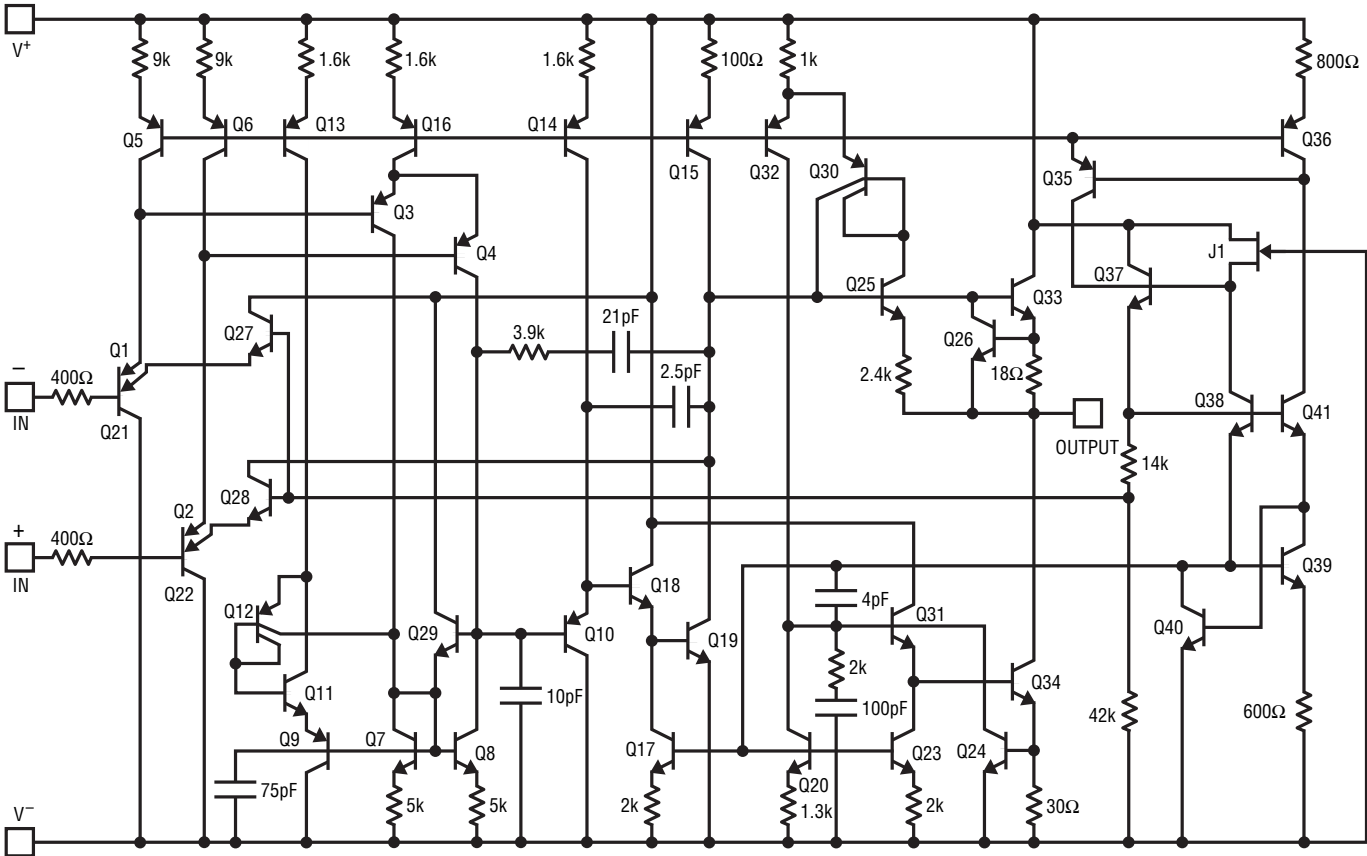 V⁺
9k
9k
1.6k
1.6k
1.6k
100Ω
1k
800Ω
Q5
Q6
Q13
Q16
Q14
Q15
Q32
Q30
Q35
Q36
Q3
Q4
J1
Q37
Q25
Q33
Q27
21pF
3.9k
Q26
Q1
2.5pF
2.4k
18Ω
−
400Ω
IN
Q21
Q38
Q41
OUTPUT
14k
Q28
Q2
+
400Ω
IN
Q22
Q18
Q39
Q12
4pF
Q31
Q29
Q10
Q19
Q40
2k
Q11
10pF
100pF
Q34
42k
600Ω
Q9
Q7
Q8
Q17
Q23
Q24
Q20
75pF
V⁻
5k
5k
2k
1.3k
2k
30Ω